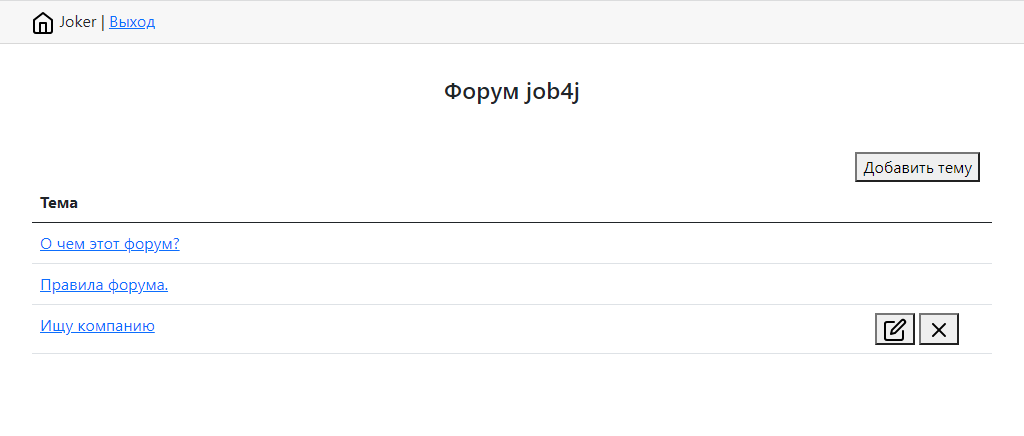 Joker | Выход
Форум job4j
Добавить тему
Тема
О чем этот форум?
Правила форума.
Ищу компанию